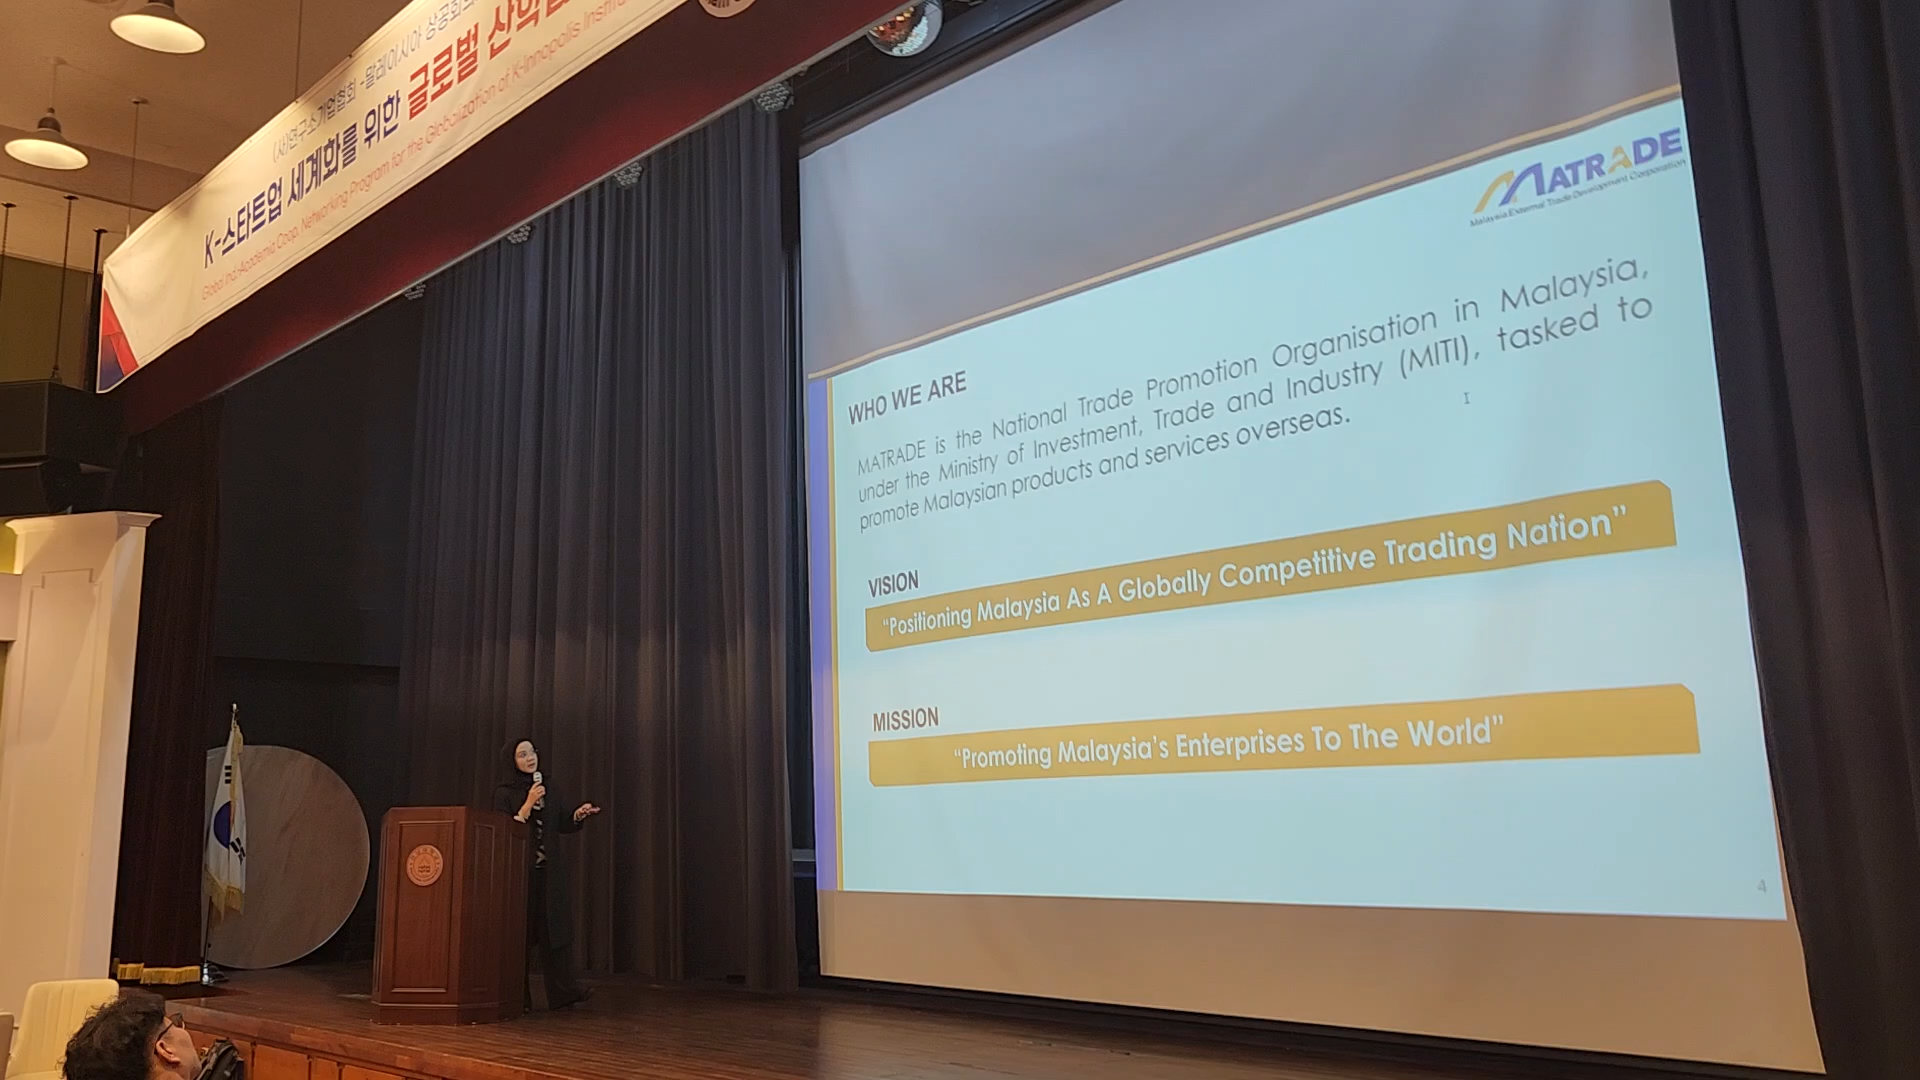 (사)연구소기업협회 -말레이시아 상공회의
K-스타트업 세계화를 위한 글로벌 산학협
Global Ind.-Academia Coop. Networking Program for the Globalization of K-Innopolis Institu
MATRADE
Malaysia External Trade Development Corporation
WHO WE ARE
MATRADE is the National Trade Promotion Organisation in Malaysia,
under the Ministry of Investment, Trade and Industry (MITI), tasked to
promote Malaysian products and services overseas.
VISION
“Positioning Malaysia As A Globally Competitive Trading Nation”
MISSION
“Promoting Malaysia’s Enterprises To The World”
4